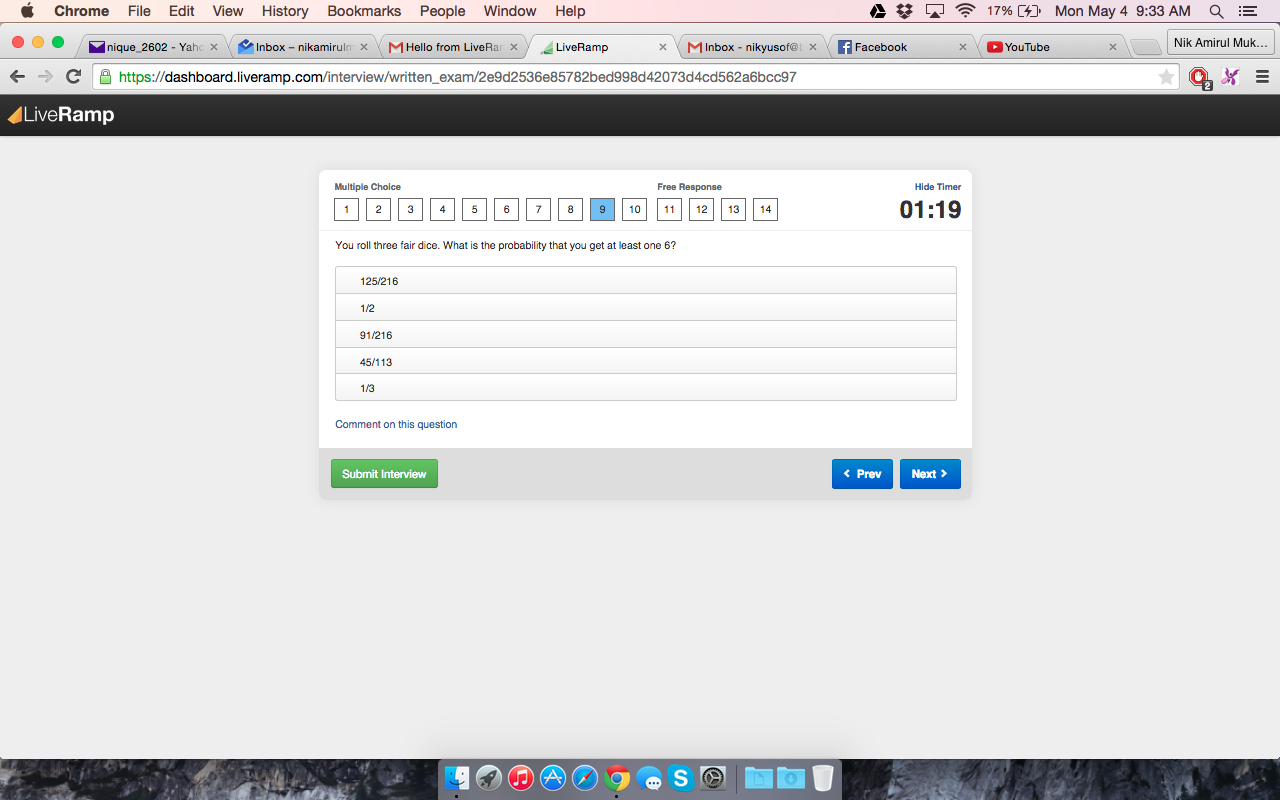 Chrome File Edit View History Bookmarks People Window Help 17% Mon May 4 9:33 AM
nique_2602 - Yaho Inbox – nikamirulm Hello from LiveRam LiveRamp Inbox - nikyusof@ Facebook YouTube Nik Amirul Muk...
https://dashboard.liveramp.com/interview/written_exam/2e9d2536e85782bed998d42073d4cd562a6bcc97 2
LiveRamp
Multiple Choice Free Response Hide Timer
1 2 3 4 5 6 7 8 9 10 11 12 13 14 01:19
You roll three fair dice. What is the probability that you get at least one 6?
125/216
1/2
91/216
45/113
1/3
Comment on this question
Submit Interview Prev Next